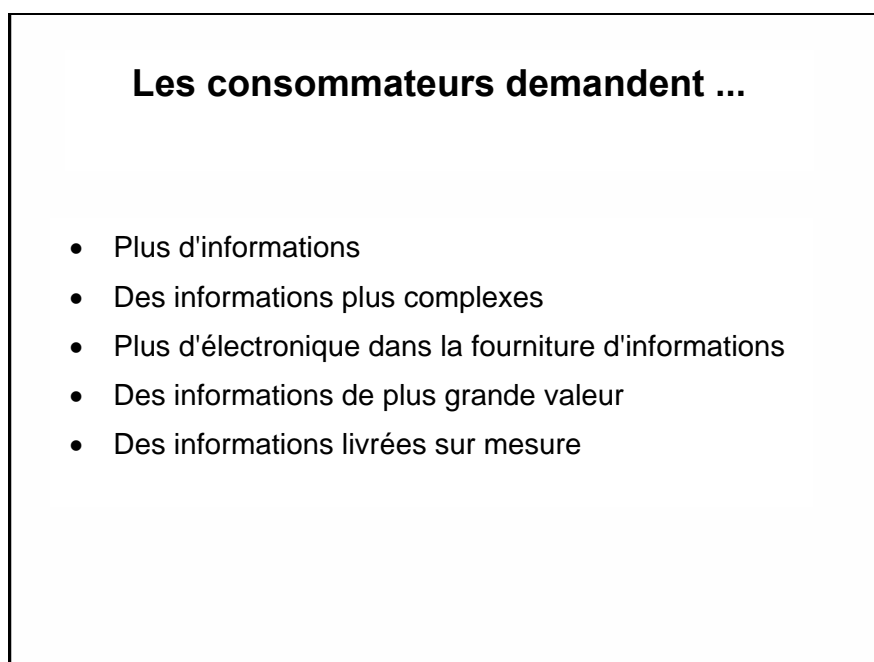 Les consommateurs demandent ...
• Plus d'informations
• Des informations plus complexes
• Plus d'électronique dans la fourniture d'informations
• Des informations de plus grande valeur
• Des informations livrées sur mesure